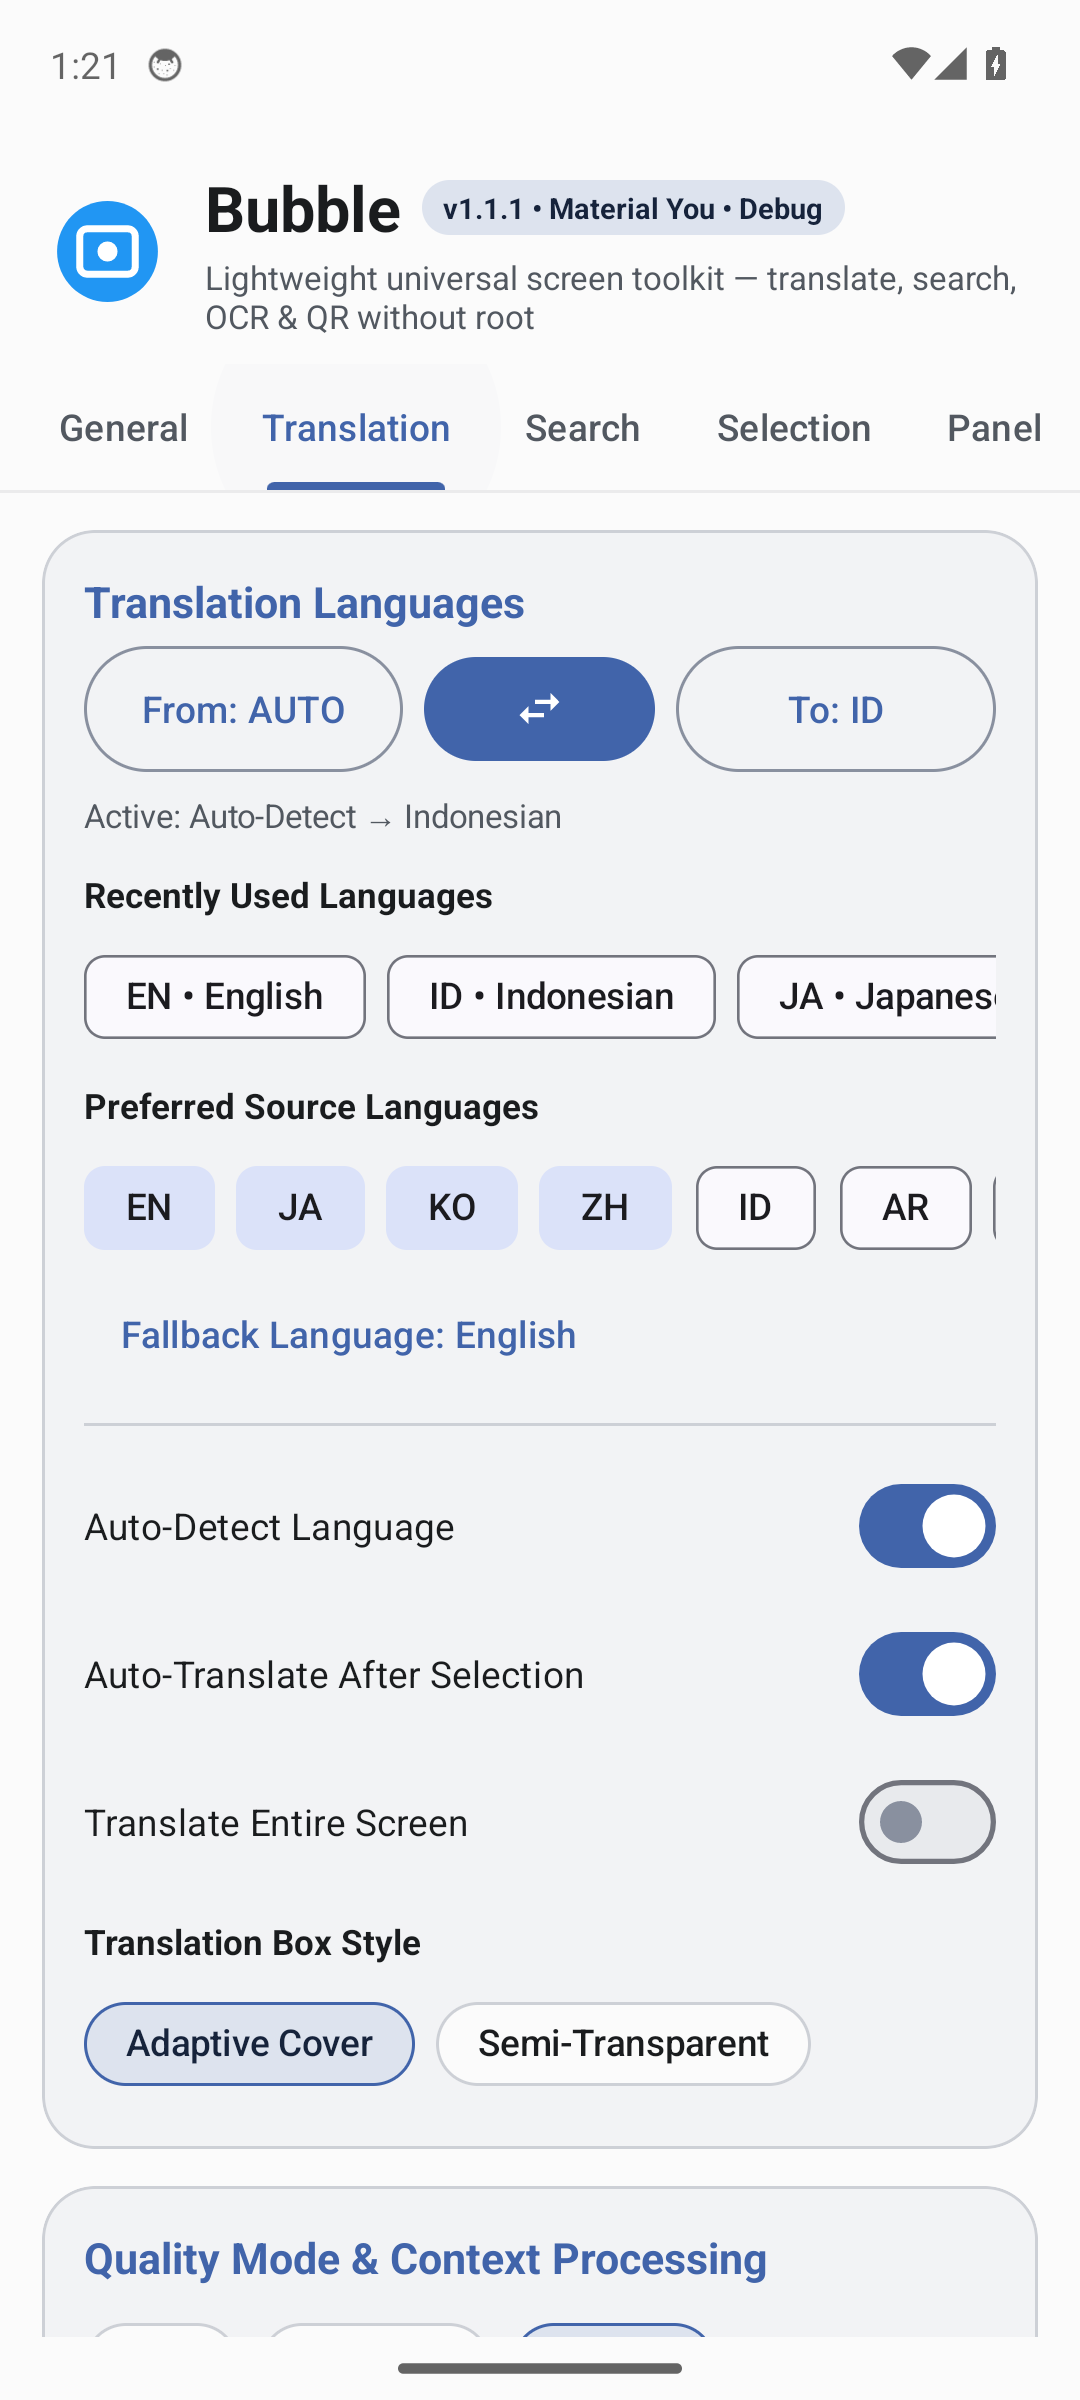 1:21
Bubble
v1.1.1 • Material You • Debug
Lightweight universal screen toolkit — translate, search,
OCR & QR without root
General
Translation
Search
Selection
Panel
Translation Languages
From: AUTO
To: ID
Active: Auto-Detect → Indonesian
Recently Used Languages
EN • English
ID • Indonesian
JA • Japanese
Preferred Source Languages
EN
JA
KO
ZH
ID
AR
Fallback Language: English
Auto-Detect Language
Auto-Translate After Selection
Translate Entire Screen
Translation Box Style
Adaptive Cover
Semi-Transparent
Quality Mode & Context Processing